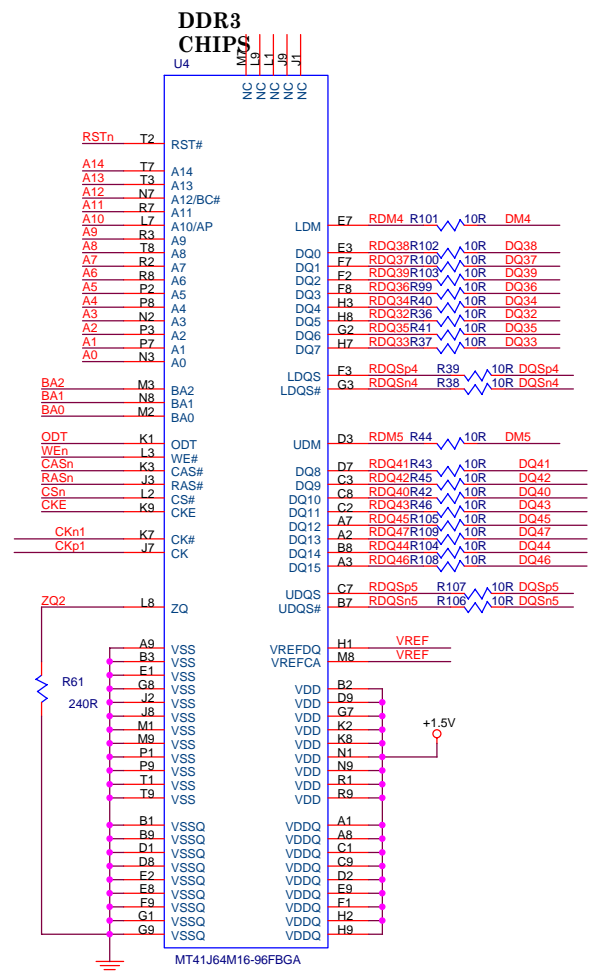 DDR3
CHIPS
U4
M7 L9 L1 J9 J1
NC NC NC NC NC
RSTn T2 RST#
A14 T7 A14
A13 T3 A13
A12 N7 A12/BC#
A11 R7 A11
A10 L7 A10/AP
A9 R3 A9
A8 T8 A8
A7 R2 A7
A6 R8 A6
A5 P2 A5
A4 P8 A4
A3 N2 A3
A2 P3 A2
A1 P7 A1
A0 N3 A0
BA2 M3 BA2
BA1 N8 BA1
BA0 M2 BA0
ODT K1 ODT
WEn L3 WE#
CASn K3 CAS#
RASn J3 RAS#
CSn L2 CS#
CKE K9 CKE
CKn1 K7 CK#
CKp1 J7 CK
ZQ2 L8 ZQ
R61
240R
A9 VSS
B3 VSS
E1 VSS
G8 VSS
J2 VSS
J8 VSS
M1 VSS
M9 VSS
P1 VSS
P9 VSS
T1 VSS
T9 VSS
B1 VSSQ
B9 VSSQ
D1 VSSQ
D8 VSSQ
E2 VSSQ
E8 VSSQ
F9 VSSQ
G1 VSSQ
G9 VSSQ
LDM E7 RDM4 R101 10R DM4
DQ0 E3 RDQ38 R102 10R DQ38
DQ1 F7 RDQ37 R100 10R DQ37
DQ2 F2 RDQ39 R103 10R DQ39
DQ3 F8 RDQ36 R99 10R DQ36
DQ4 H3 RDQ34 R40 10R DQ34
DQ5 H8 RDQ32 R36 10R DQ32
DQ6 G2 RDQ35 R41 10R DQ35
DQ7 H7 RDQ33 R37 10R DQ33
LDQS F3 RDQSp4 R39 10R DQSp4
LDQS# G3 RDQSn4 R38 10R DQSn4
UDM D3 RDM5 R44 10R DM5
DQ8 D7 RDQ41 R43 10R DQ41
DQ9 C3 RDQ42 R45 10R DQ42
DQ10 C8 RDQ40 R42 10R DQ40
DQ11 C2 RDQ43 R46 10R DQ43
DQ12 A7 RDQ45 R105 10R DQ45
DQ13 A2 RDQ47 R109 10R DQ47
DQ14 B8 RDQ44 R104 10R DQ44
DQ15 A3 RDQ46 R108 10R DQ46
UDQS C7 RDQSp5 R107 10R DQSp5
UDQS# B7 RDQSn5 R106 10R DQSn5
VREFDQ H1 VREF
VREFCA M8 VREF
VDD B2
VDD D9
VDD G7
VDD K2
VDD K8
VDD N1
VDD N9
VDD R1
VDD R9
+1.5V
VDDQ A1
VDDQ A8
VDDQ C1
VDDQ C9
VDDQ D2
VDDQ E9
VDDQ F1
VDDQ H2
VDDQ H9
MT41J64M16-96FBGA